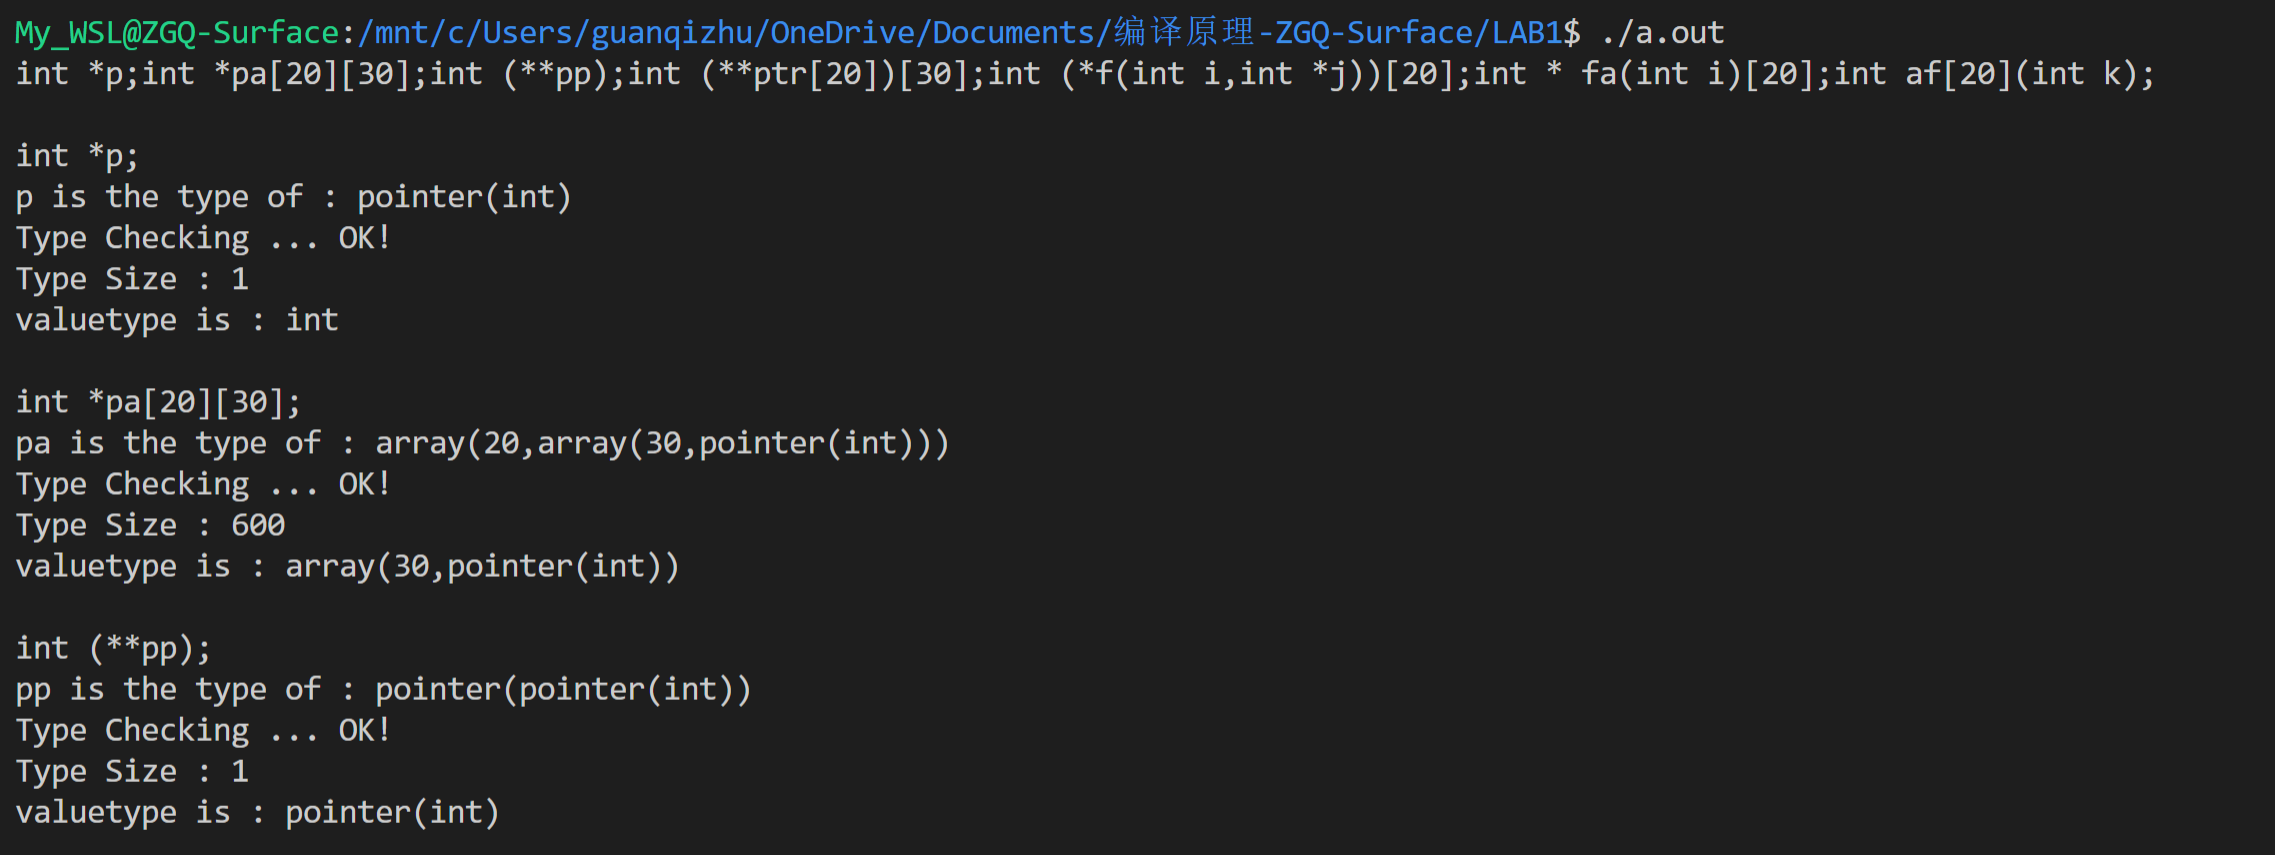 My_WSL@ZGQ-Surface:/mnt/c/Users/guanqizhu/OneDrive/Documents/编译原理-ZGQ-Surface/LAB1$ ./a.out
int *p;int *pa[20][30];int (**pp);int (**ptr[20])[30];int (*f(int i,int *j))[20];int * fa(int i)[20];int af[20](int k);
int *p;
p is the type of : pointer(int)
Type Checking ... OK!
Type Size : 1
valuetype is : int
int *pa[20][30];
pa is the type of : array(20,array(30,pointer(int)))
Type Checking ... OK!
Type Size : 600
valuetype is : array(30,pointer(int))
int (**pp);
pp is the type of : pointer(pointer(int))
Type Checking ... OK!
Type Size : 1
valuetype is : pointer(int)